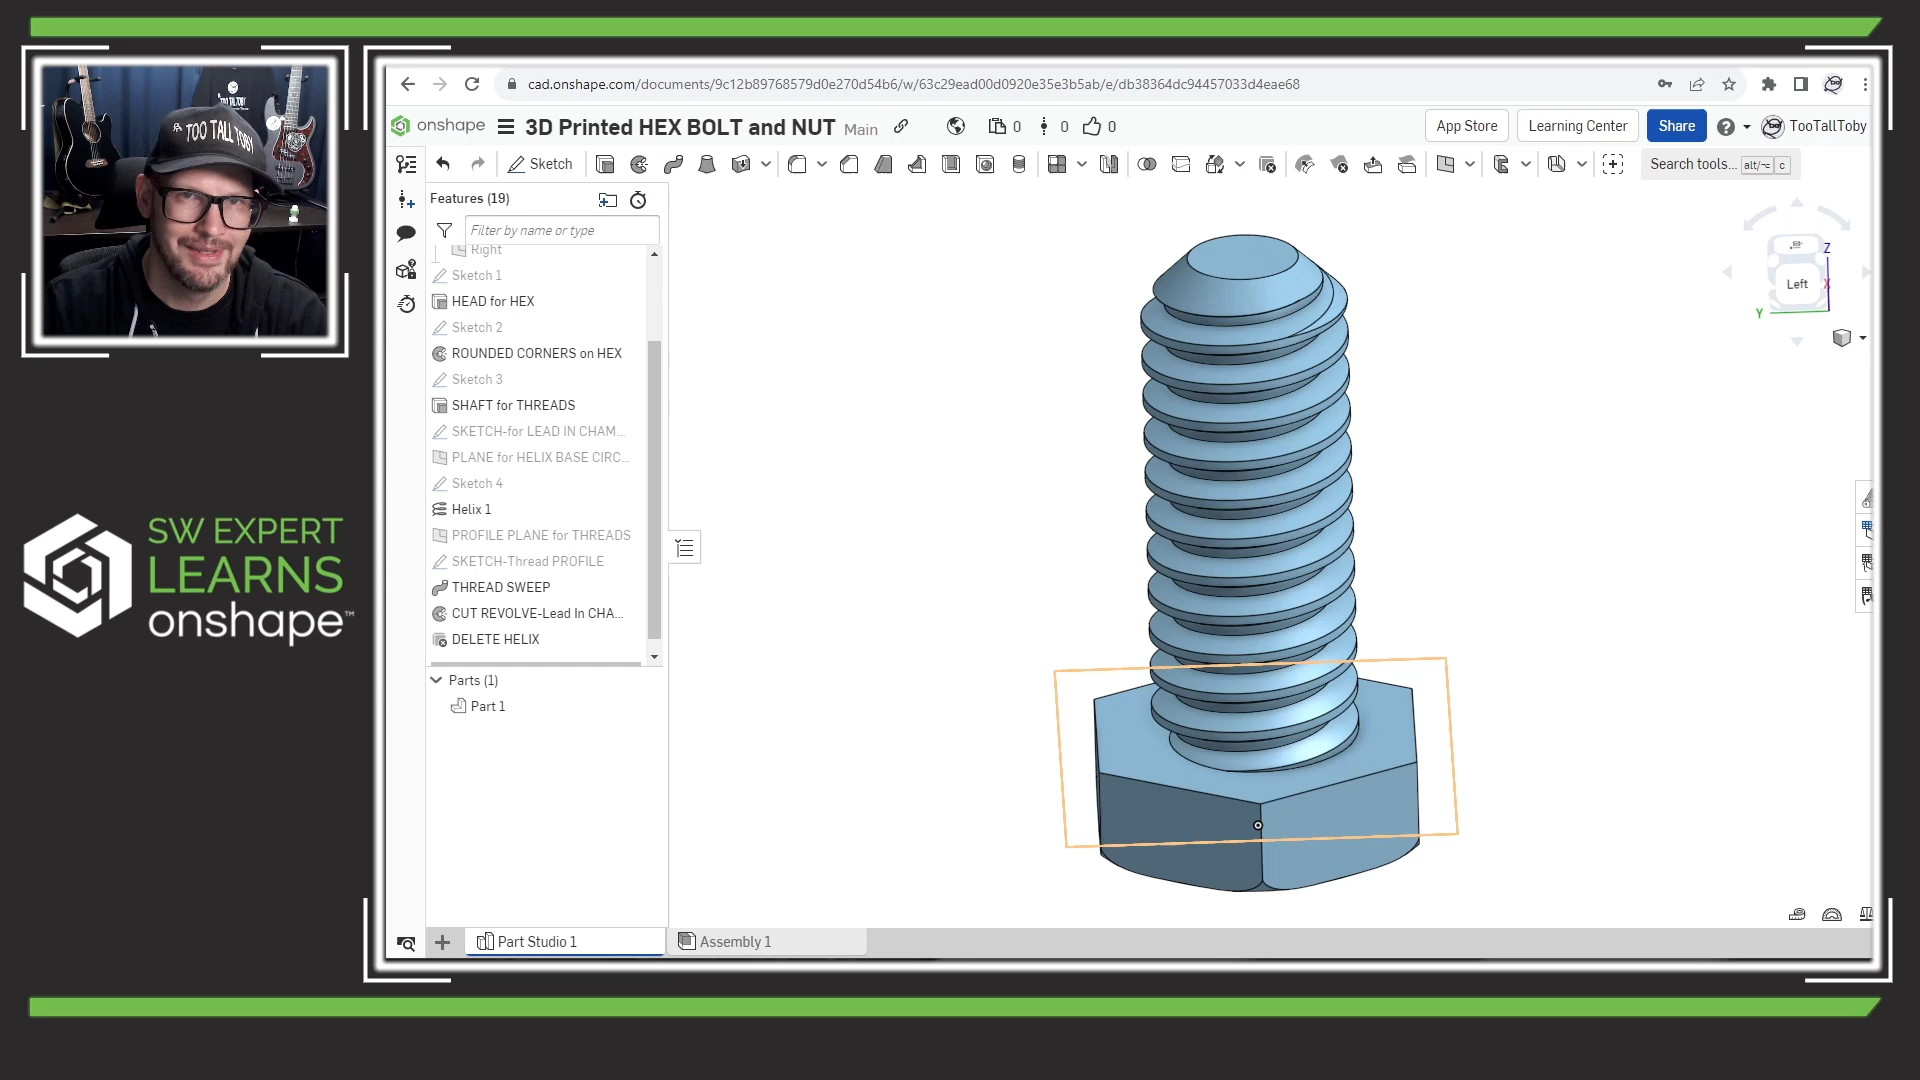 TOO TALL TOBY
SW EXPERT
LEARNS
onshape™
cad.onshape.com/documents/9c12b89768579d0e270d54b6/w/63c29ead00d0920e35e3b5ab/e/db38364dc94457033d4eae68
onshape
3D Printed HEX BOLT and NUT Main
0
0
0
App Store
Learning Center
Share
TooTallToby
Sketch
Search tools...
alt/⌥
c
Features (19)
Filter by name or type
Right
Sketch 1
HEAD for HEX
Sketch 2
ROUNDED CORNERS on HEX
Sketch 3
SHAFT for THREADS
SKETCH-for LEAD IN CHAM...
PLANE for HELIX BASE CIRC...
Sketch 4
Helix 1
PROFILE PLANE for THREADS
SKETCH-Thread PROFILE
THREAD SWEEP
CUT REVOLVE-Lead In CHA...
DELETE HELIX
Parts (1)
Part 1
Z
Left
X
Y
Part Studio 1
Assembly 1